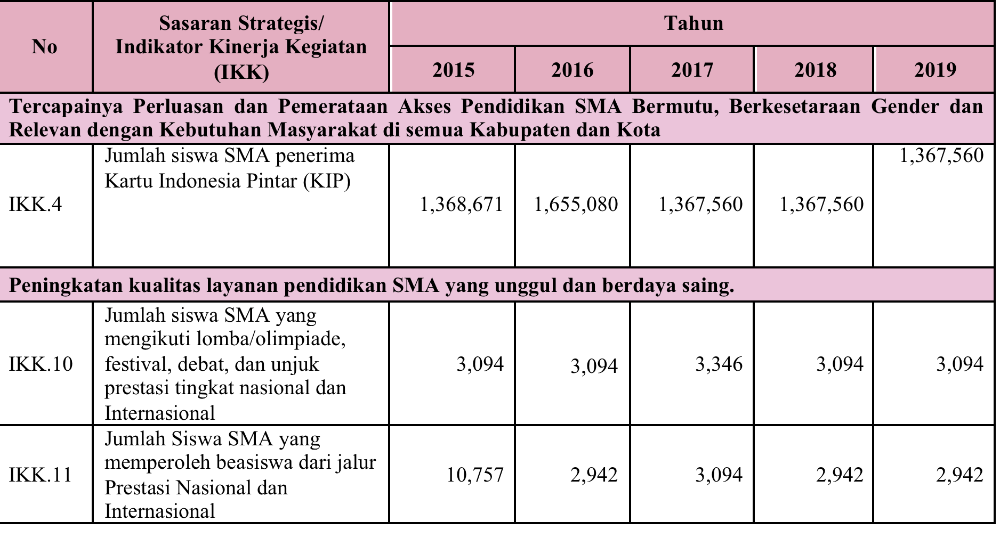 No
Sasaran Strategis/
Indikator Kinerja Kegiatan
(IKK)
Tahun
2015 2016 2017 2018 2019
Tercapainya Perluasan dan Pemerataan Akses Pendidikan SMA Bermutu, Berkesetaraan Gender dan
Relevan dengan Kebutuhan Masyarakat di semua Kabupaten dan Kota
IKK.4
Jumlah siswa SMA penerima
Kartu Indonesia Pintar (KIP)
1,368,671 1,655,080 1,367,560 1,367,560 1,367,560
Peningkatan kualitas layanan pendidikan SMA yang unggul dan berdaya saing.
IKK.10
Jumlah siswa SMA yang
mengikuti lomba/olimpiade,
festival, debat, dan unjuk
prestasi tingkat nasional dan
Internasional
3,094 3,094 3,346 3,094 3,094
IKK.11
Jumlah Siswa SMA yang
memperoleh beasiswa dari jalur
Prestasi Nasional dan
Internasional
10,757 2,942 3,094 2,942 2,942